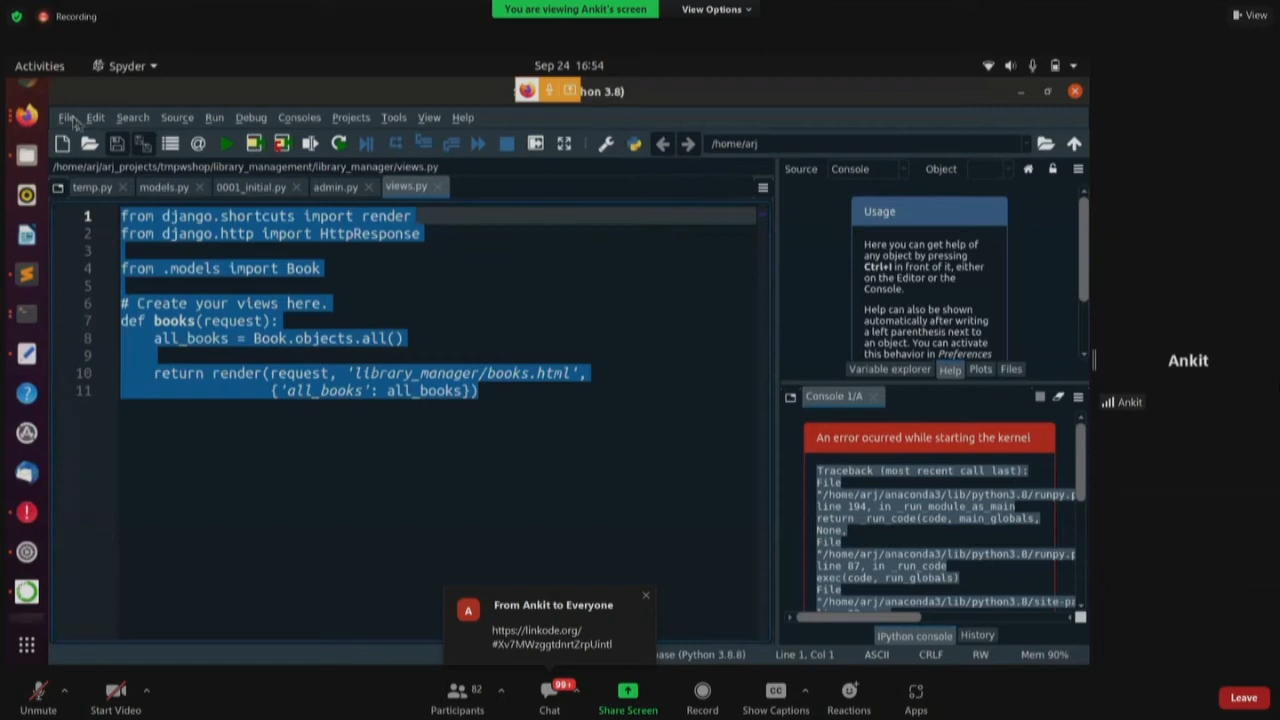 Recording
You are viewing Ankit's screen
View Options
View
Activities
Spyder
Sep 24 16:54
hon 3.8)
File Edit Search Source Run Debug Consoles Projects Tools View Help
/home/arj
/home/arj/arj_projects/tmpwshop/library_management/library_manager/views.py
Source Console Object
temp.py models.py 0001_initial.py admin.py views.py
1 from django.shortcuts import render
2 from django.http import HttpResponse
3
4 from .models import Book
5
6 # Create your views here.
7 def books(request):
8 all_books = Book.objects.all()
9
10 return render(request, 'library_manager/books.html',
11 {'all_books': all_books})
Usage
Here you can get help of
any object by pressing
Ctrl+I in front of it, either
on the Editor or the
Console.
Help can also be shown
automatically after writing
a left parenthesis next to
an object. You can activate
this behavior in Preferences
Variable explorer Help Plots Files
Console 1/A
An error ocurred while starting the kernel
Traceback (most recent call last):
File
"/home/arj/anaconda3/lib/python3.8/runpy.p
line 194, in _run_module_as_main
return _run_code(code, main_globals,
None,
File
"/home/arj/anaconda3/lib/python3.8/runpy.p
line 87, in _run_code
exec(code, run_globals)
File
"/home/arj/anaconda3/lib/python3.8/site-pa
IPython console History
Ankit
Ankit
A
From Ankit to Everyone
https://linkode.org/
#Xv7MWzggtdnrtZrpUintl
base (Python 3.8.8) Line 1, Col 1 ASCII CRLF RW Mem 90%
82
99+
CC
Unmute Start Video Participants Chat Share Screen Record Show Captions Reactions Apps
Leave